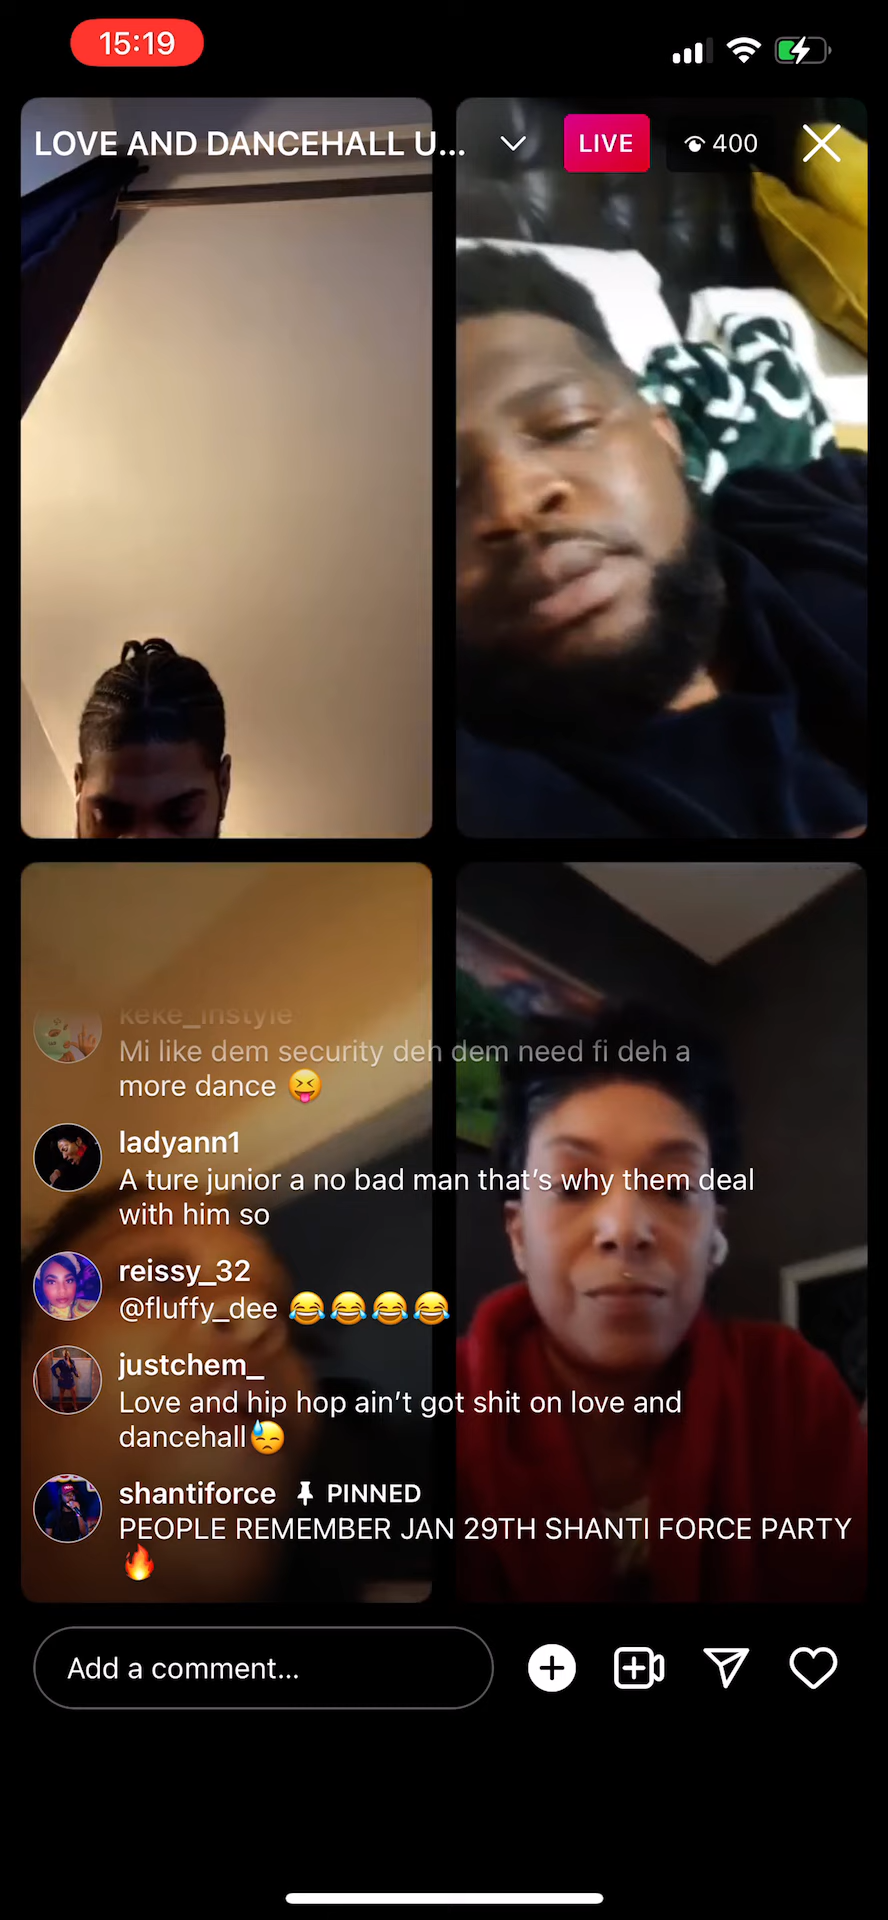 15:19
LOVE AND DANCEHALL U...
LIVE
400
keke_instyle
Mi like dem security deh dem need fi deh a
more dance 😝
ladyann1
A ture junior a no bad man that’s why them deal
with him so
reissy_32
@fluffy_dee 😂😂😂😂
justchem_
Love and hip hop ain’t got shit on love and
dancehall😓
shantiforce PINNED
PEOPLE REMEMBER JAN 29TH SHANTI FORCE PARTY
🔥
Add a comment...